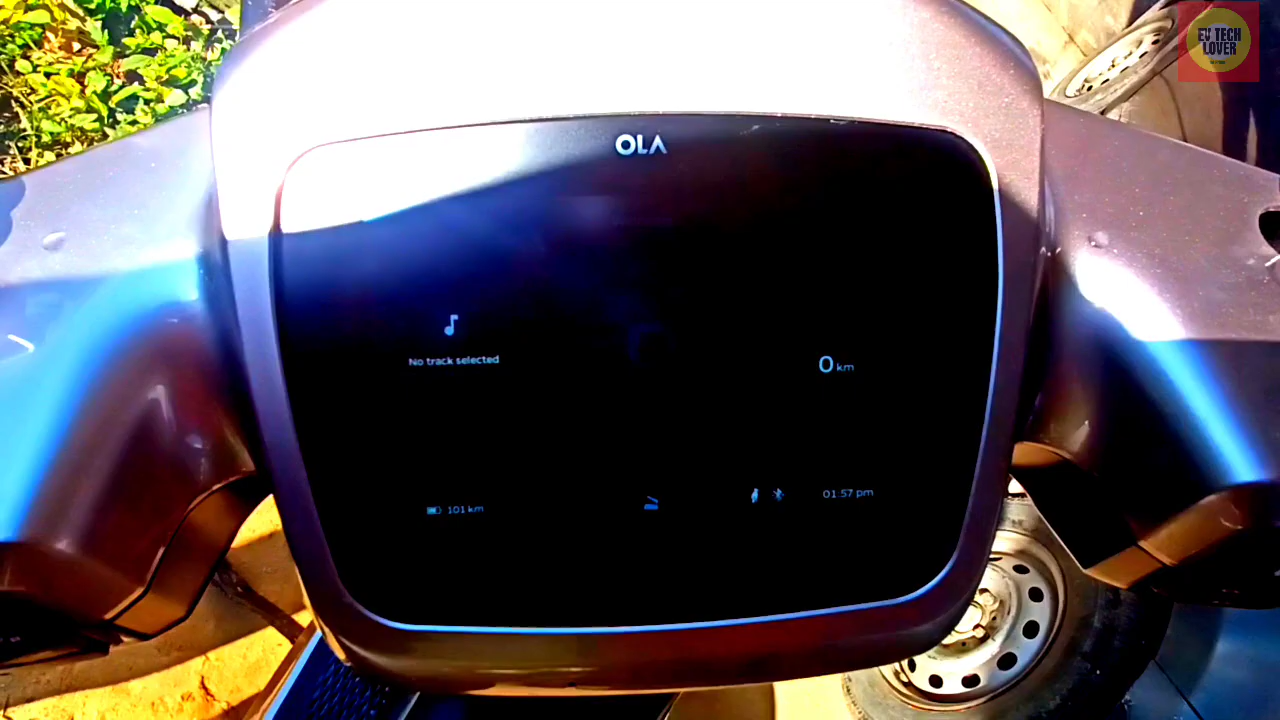 EV TECH
LOVER
OLA
No track selected
0 km
101 km
01:57 pm